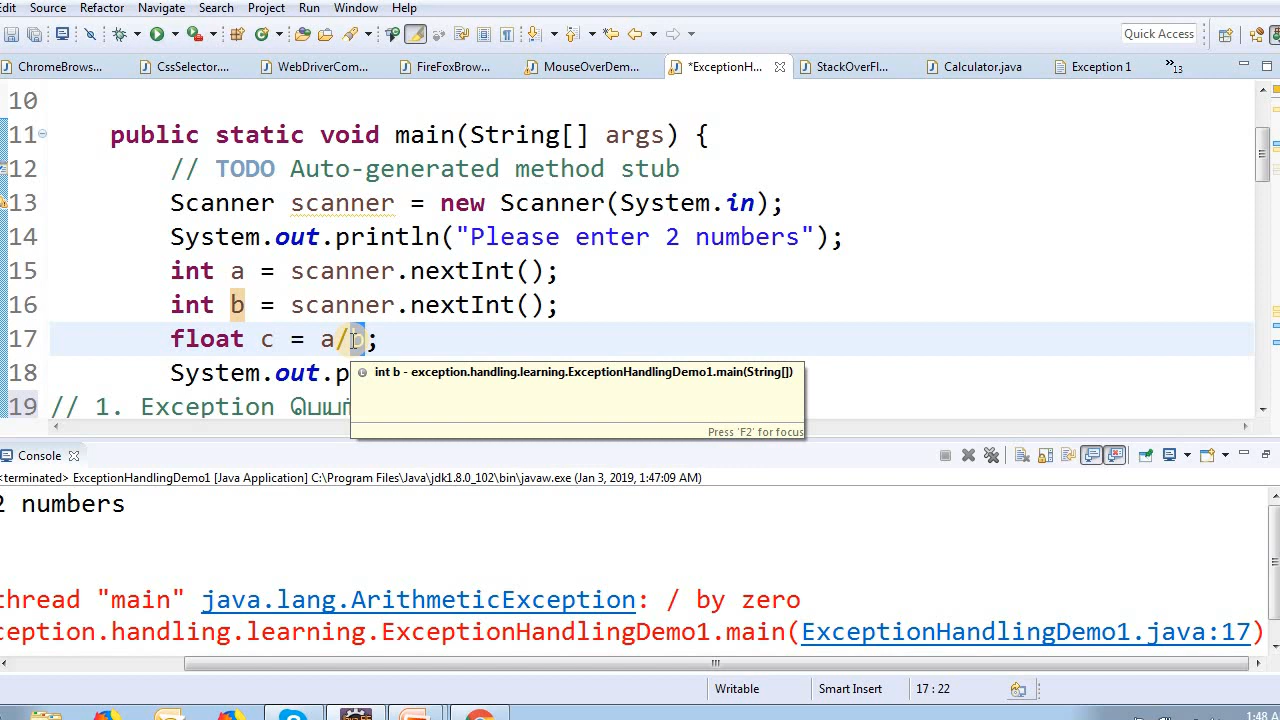 Edit Source Refactor Navigate Search Project Run Window Help
Quick Access
ChromeBrows... CssSelector.... WebDriverCom... FireFoxBrow... MouseOverDem... *ExceptionH... StackOverFl... Calculator.java Exception 1 »13
10
11 public static void main(String[] args) {
12 // TODO Auto-generated method stub
13 Scanner scanner = new Scanner(System.in);
14 System.out.println("Please enter 2 numbers");
15 int a = scanner.nextInt();
16 int b = scanner.nextInt();
17 float c = a/b;
18 System.out.p
int b - exception.handling.learning.ExceptionHandlingDemo1.main(String[])
19 // 1. Exception பெயர்
Press 'F2' for focus
Console
<terminated> ExceptionHandlingDemo1 [Java Application] C:\Program Files\Java\jdk1.8.0_102\bin\javaw.exe (Jan 3, 2019, 1:47:09 AM)
2 numbers
thread "main" java.lang.ArithmeticException: / by zero
ception.handling.learning.ExceptionHandlingDemo1.main(ExceptionHandlingDemo1.java:17)
Writable Smart Insert 17 : 22